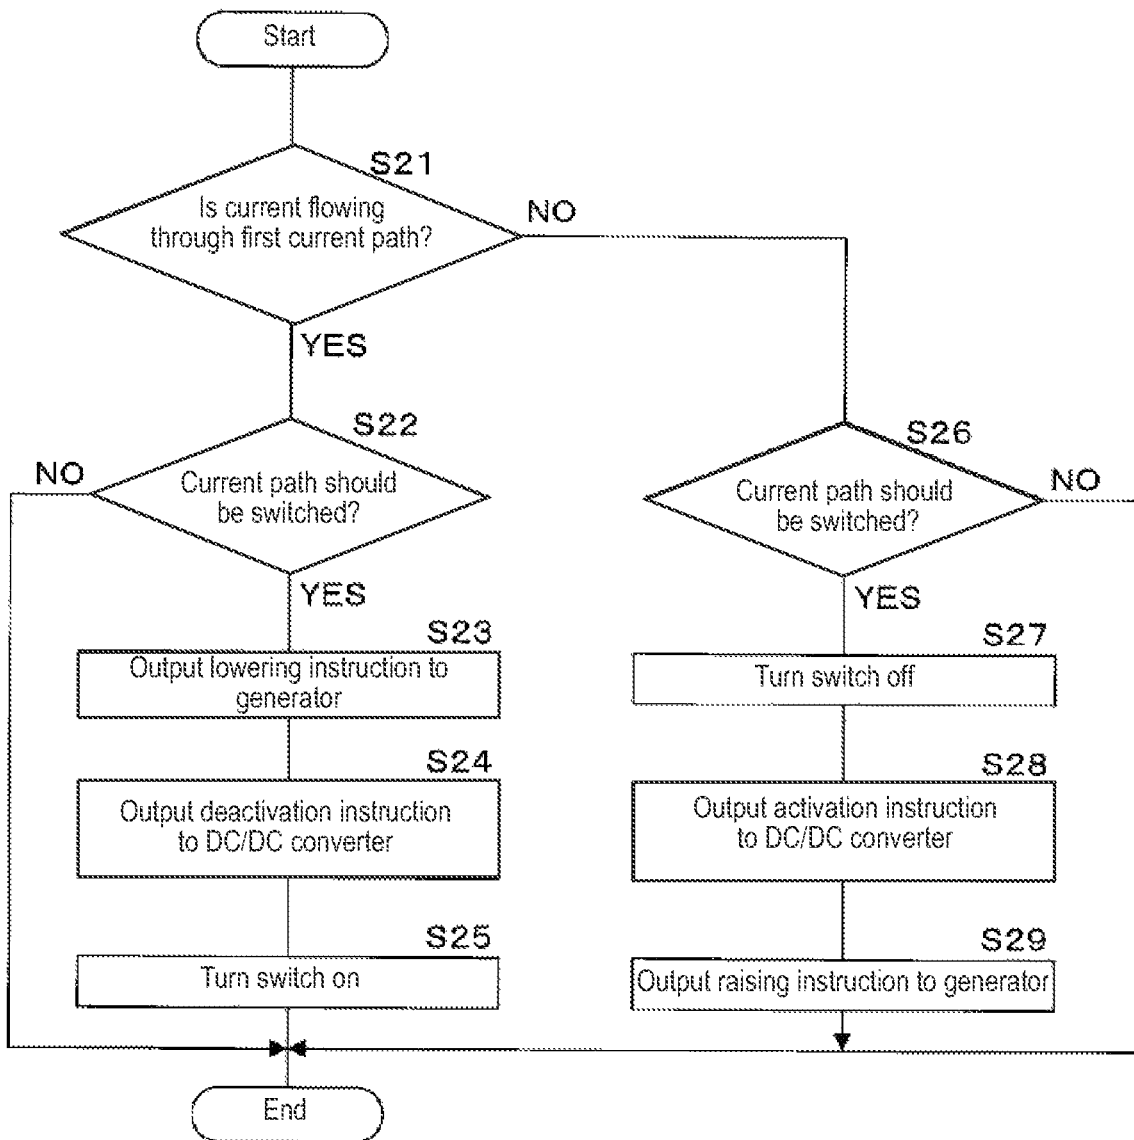 Start
S21
Is current flowing
through first current path?
NO
YES
S22
NO
Current path should
be switched?
YES
S23
Output lowering instruction to
generator
S24
Output deactivation instruction
to DC/DC converter
S25
Turn switch on
S26
NO
Current path should
be switched?
YES
S27
Turn switch off
S28
Output activation instruction
to DC/DC converter
S29
Output raising instruction to generator
End